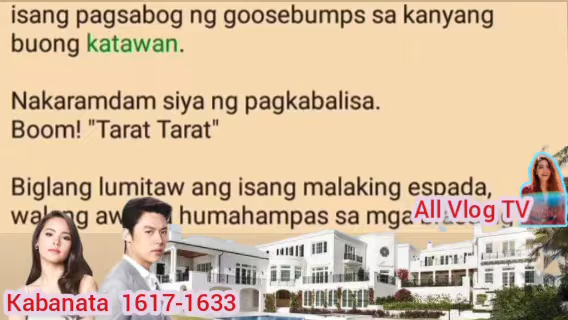 isang pagsabog ng goosebumps sa kanyang
buong katawan.
Nakaramdam siya ng pagkabalisa.
Boom! "Tarat Tarat"
Biglang lumitaw ang isang malaking espada,
humahampas sa mga
All Vlog TV
Kabanata 1617-1633